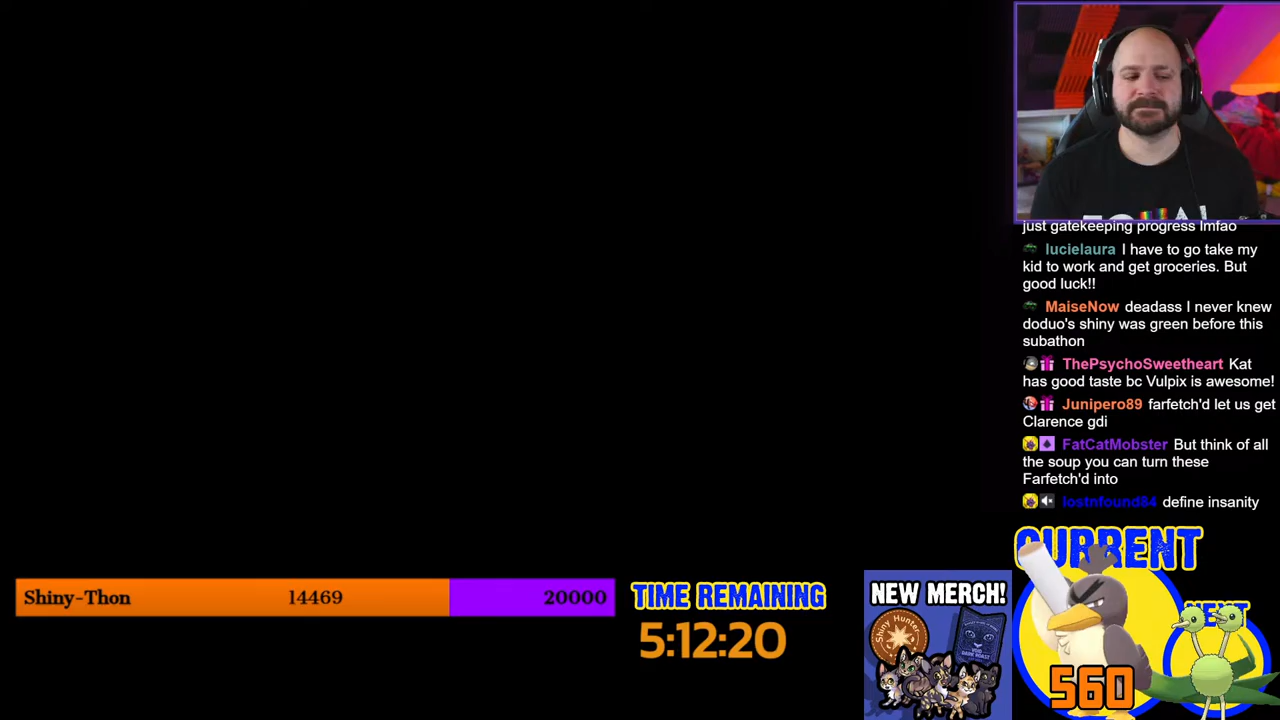 just gatekeeping progress lmfao
lucielaura I have to go take my
kid to work and get groceries. But
good luck!!
MaiseNow deadass I never knew
doduo's shiny was green before this
subathon
ThePsychoSweetheart Kat
has good taste bc Vulpix is awesome!
Junipero89 farfetch'd let us get
Clarence gdi
FatCatMobster But think of all
the soup you can turn these
Farfetch'd into
lostnfound84 define insanity
Shiny-Thon 14469 20000
TIME REMAINING
5:12:20
NEW MERCH!
Shiny Hunter
CURRENT
560
NEXT